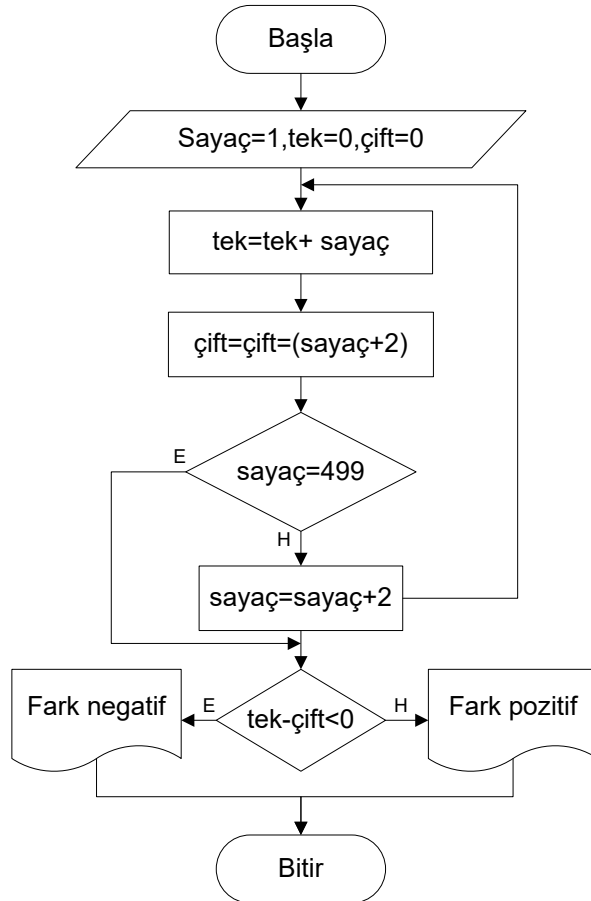 Başla
Sayaç=1,tek=0,çift=0
tek=tek+ sayaç
çift=çift=(sayaç+2)
E
sayaç=499
H
sayaç=sayaç+2
Fark negatif
E
tek-çift<0
H
Fark pozitif
Bitir